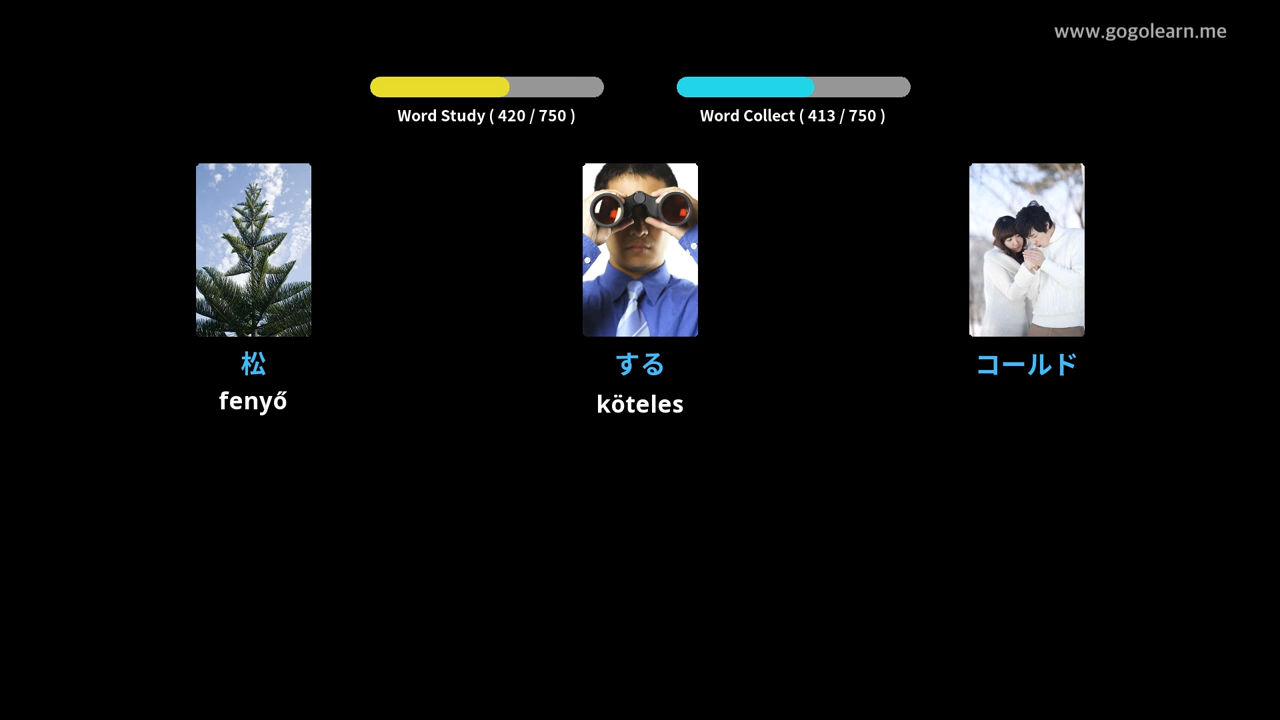 www.gogolearn.me
Word Study ( 420 / 750 )
Word Collect ( 413 / 750 )
松
fenyő
する
köteles
コールド